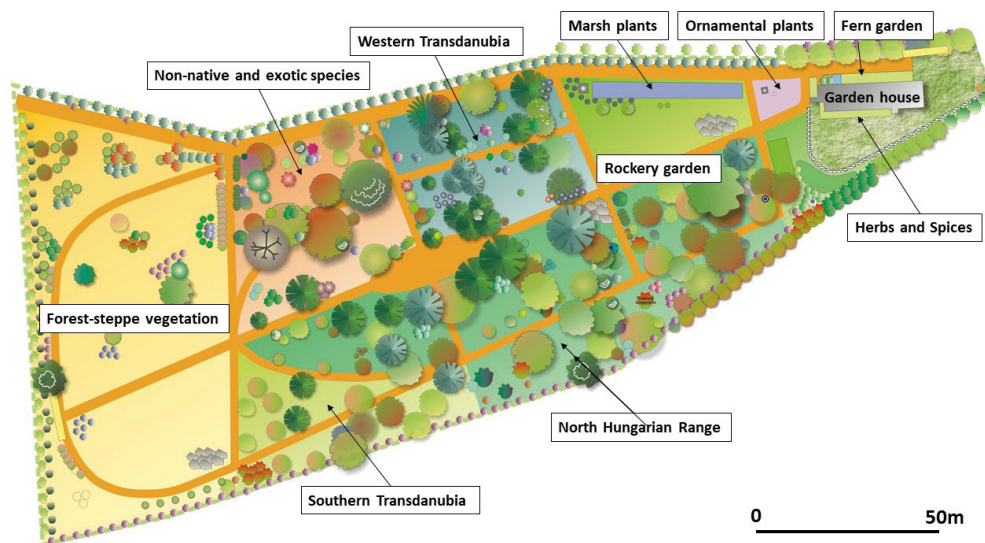 Marsh plants
Ornamental plants
Fern garden
Western Transdanubia
Non-native and exotic species
Garden house
Rockery garden
Herbs and Spices
Forest-steppe vegetation
North Hungarian Range
Southern Transdanubia
0
50m